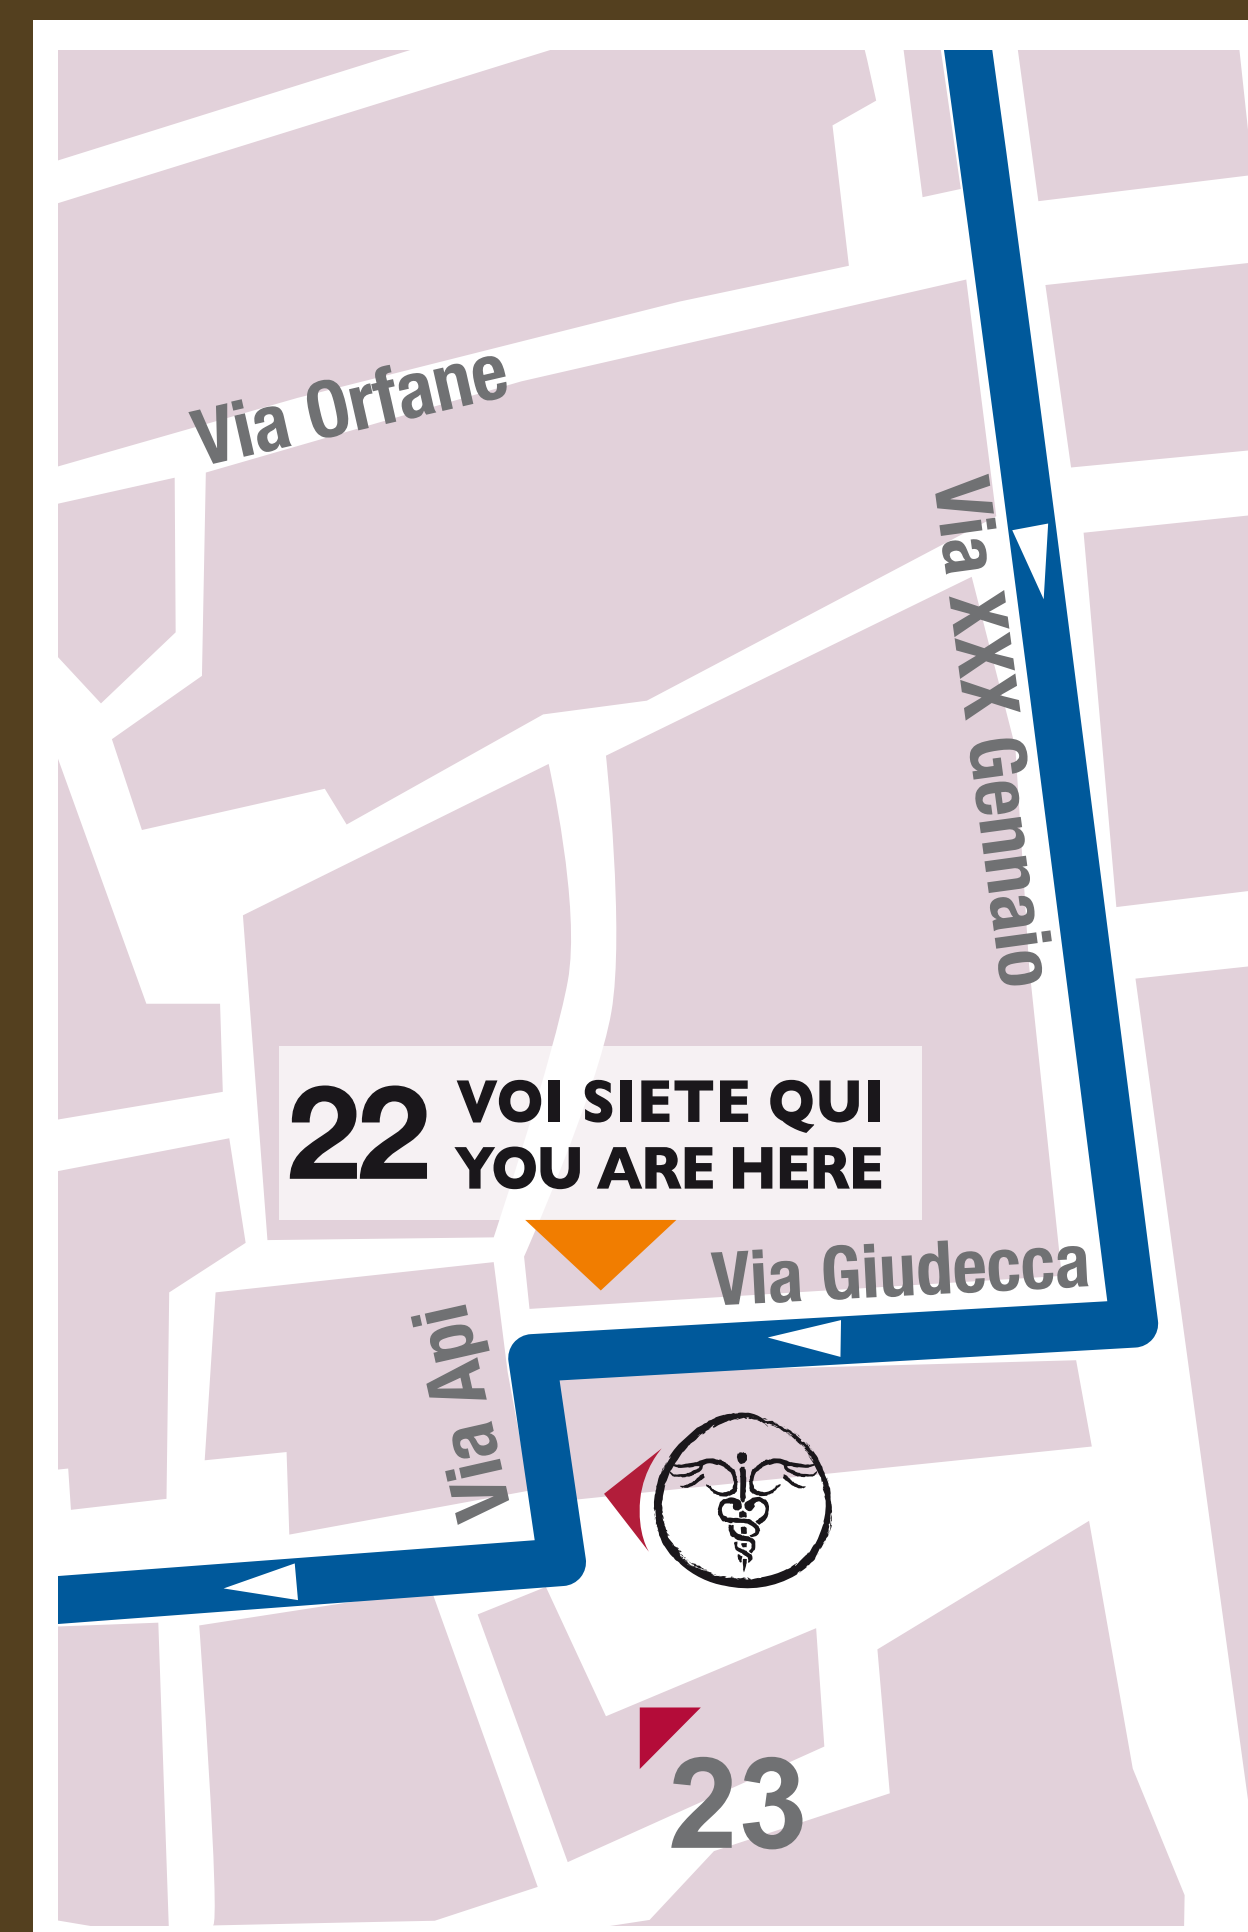 Via Orfane
Via XXX Gennaio
22
VOI SIETE QUI
YOU ARE HERE
Via Giudecca
Via Api
23